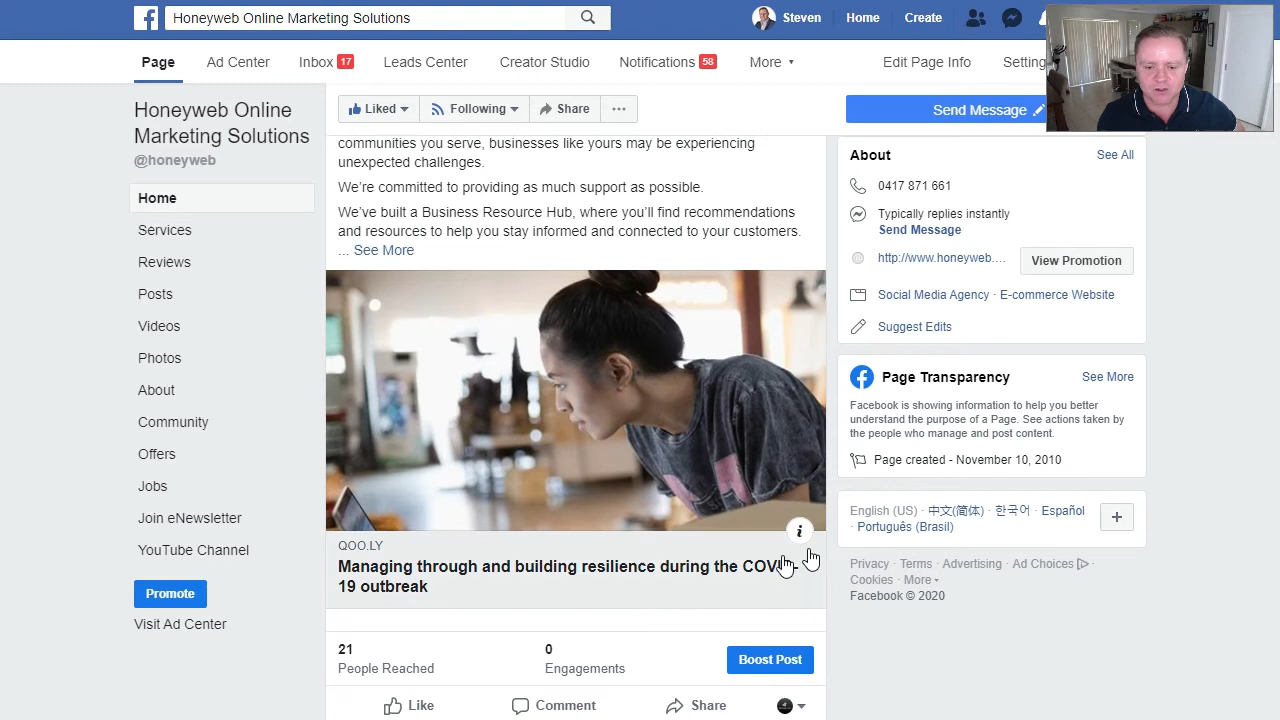 Honeyweb Online Marketing Solutions
Steven
Home
Create
Page
Ad Center
Inbox 17
Leads Center
Creator Studio
Notifications 58
More
Edit Page Info
Honeyweb Online
Marketing Solutions
@honeyweb
Home
Services
Reviews
Posts
Videos
Photos
About
Community
Offers
Jobs
Join eNewsletter
YouTube Channel
Promote
Visit Ad Center
Liked
Following
Share
Send Message
communities you serve, businesses like yours may be experiencing
unexpected challenges.
We're committed to providing as much support as possible.
We've built a Business Resource Hub, where you'll find recommendations
and resources to help you stay informed and connected to your customers.
... See More
QOO.LY
Managing through and building resilience during the
19 outbreak
21
People Reached
0
Engagements
Boost Post
Like
Comment
Share
About
See All
0417 871 661
Typically replies instantly
Send Message
http://www.honeyweb....
View Promotion
Social Media Agency · E-commerce Website
Suggest Edits
Page Transparency
See More
Facebook is showing information to help you better
understand the purpose of a Page. See actions taken by
the people who manage and post content.
Page created - November 10, 2010
English (US) · 中文(简体) · 한국어 · Español
· Português (Brasil)
Privacy · Terms · Advertising · Ad Choices
Cookies · More
Facebook © 2020